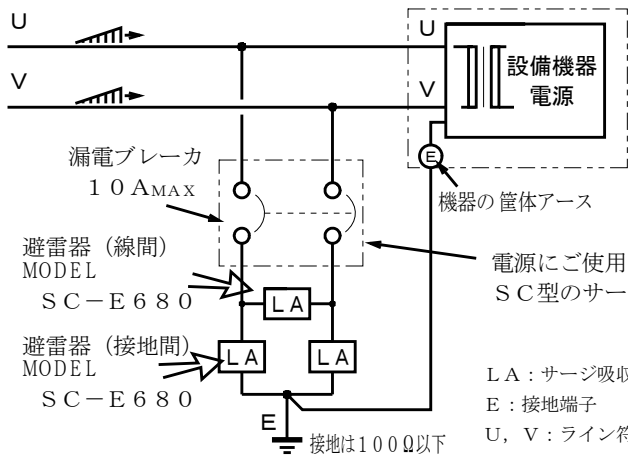 U
V
U
V
設備機器
電源
E
機器の筐体アース
漏電ブレーカ
10AMAX
避雷器（線間）
MODEL
SC－E680
LA
避雷器（接地間）
MODEL
SC－E680
LA
LA
電源にご使用
SC型のサー
LA：サージ吸収
E：接地端子
U，V：ライン符
E
接地は100Ω以下